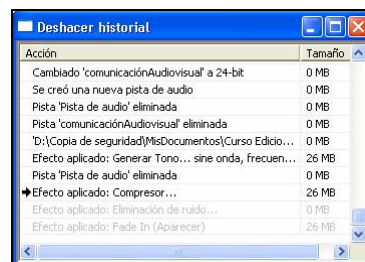 Deshacer historial
Acción Tamaño
Cambiado 'comunicaciónAudiovisual' a 24-bit 0 MB
Se creó una nueva pista de audio 0 MB
Pista 'Pista de audio' eliminada 0 MB
Pista 'comunicaciónAudiovisual' eliminada 0 MB
'D:\Copia de seguridad\MisDocumentos\Curso Edicio... 0 MB
Efecto aplicado: Generar Tono... sine onda, frecuen... 26 MB
Pista 'Pista de audio' eliminada 0 MB
Efecto aplicado: Compresor... 26 MB
Efecto aplicado: Eliminación de ruido... 0 MB
Efecto aplicado: Fade In (Aparecer) 26 MB